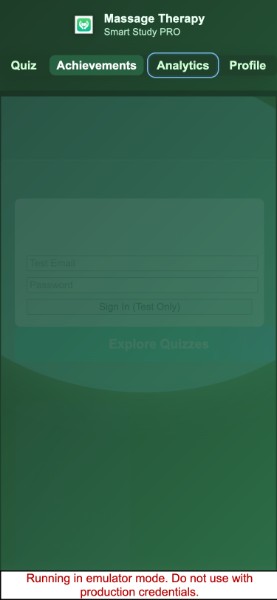 Massage Therapy
Smart Study PRO
Quiz Achievements Analytics Profile
Test Email
Password
Sign in (Test Only)
Explore Quizzes
Running in emulator mode. Do not use with
production credentials.